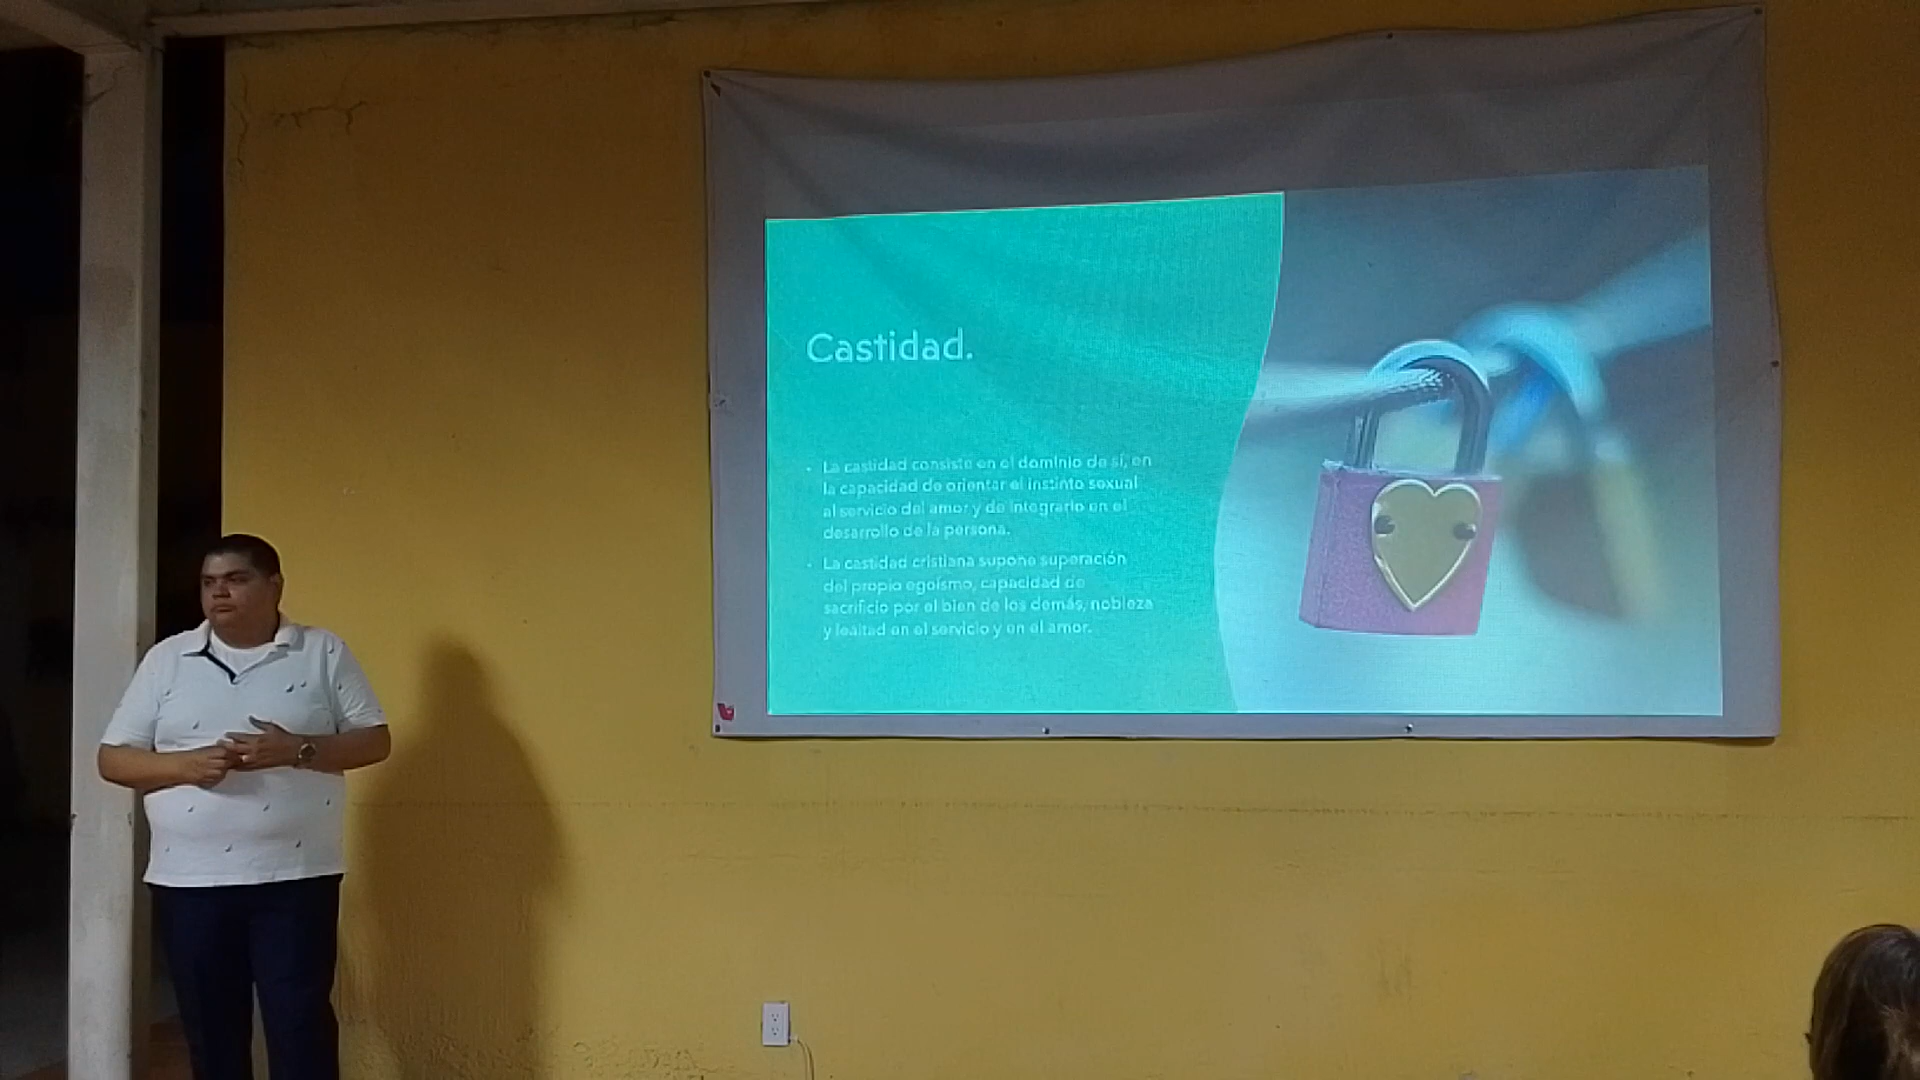 Castidad.
• La castidad consiste en el dominio de sí, en
la capacidad de orientar el instinto sexual
al servicio del amor y de integrarlo en el
desarrollo de la persona.
• La castidad cristiana supone superación
del propio egoísmo, capacidad de
sacrificio por el bien de los demás, nobleza
y lealtad en el servicio y en el amor.